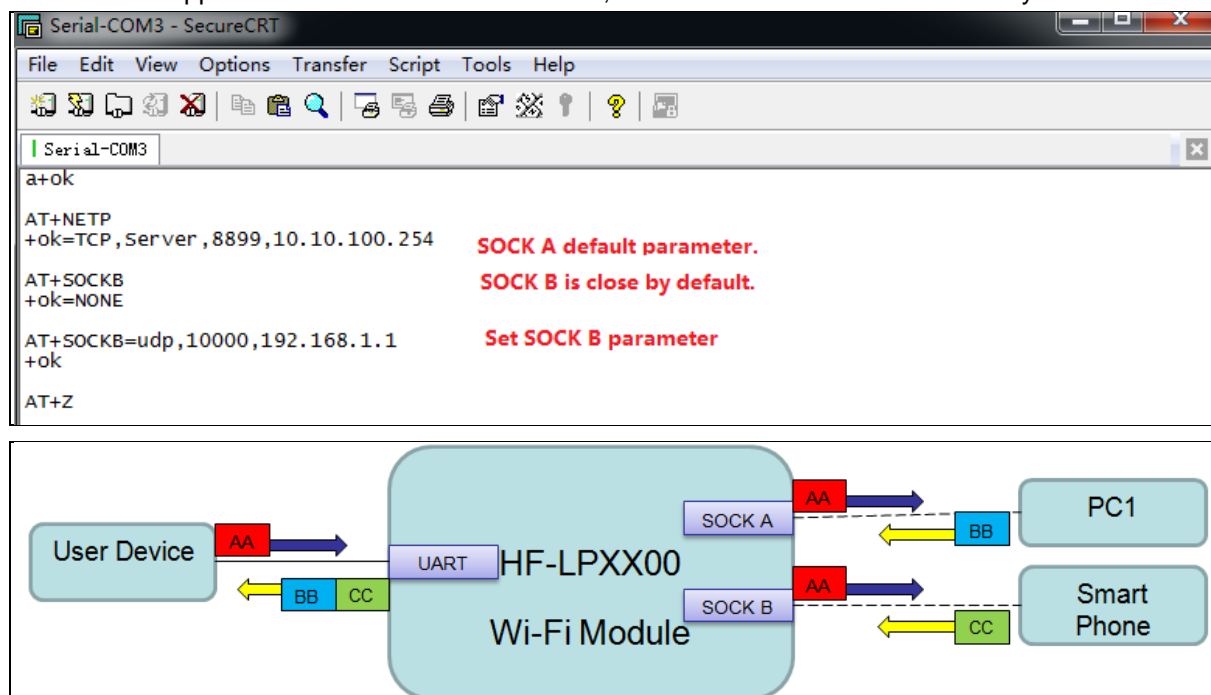 Serial-COM3 - SecureCRT
File Edit View Options Transfer Script Tools Help
Serial-COM3
a+ok
AT+NETP
+ok=TCP,Server,8899,10.10.100.254 SOCK A default parameter.
AT+SOCKB SOCK B is close by default.
+ok=NONE
AT+SOCKB=udp,10000,192.168.1.1 Set SOCK B parameter
+ok
AT+Z
User Device
AA
BB CC
UART
HF-LPXX00
Wi-Fi Module
SOCK A
AA
BB
PC1
SOCK B
AA
CC
Smart
Phone